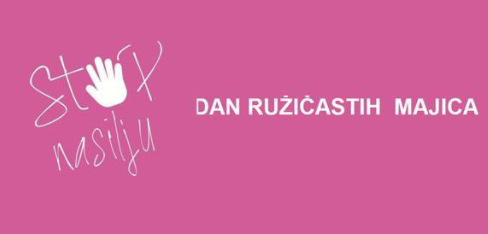 Stop
nasilju
DAN RUŽIČASTIH MAJICA